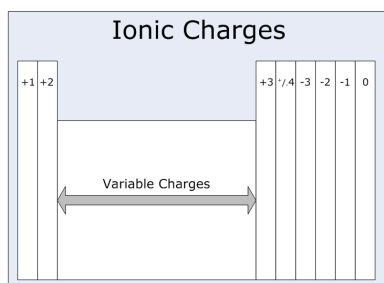 Ionic Charges
+1 +2 +3 +/.4 -3 -2 -1 0
Variable Charges